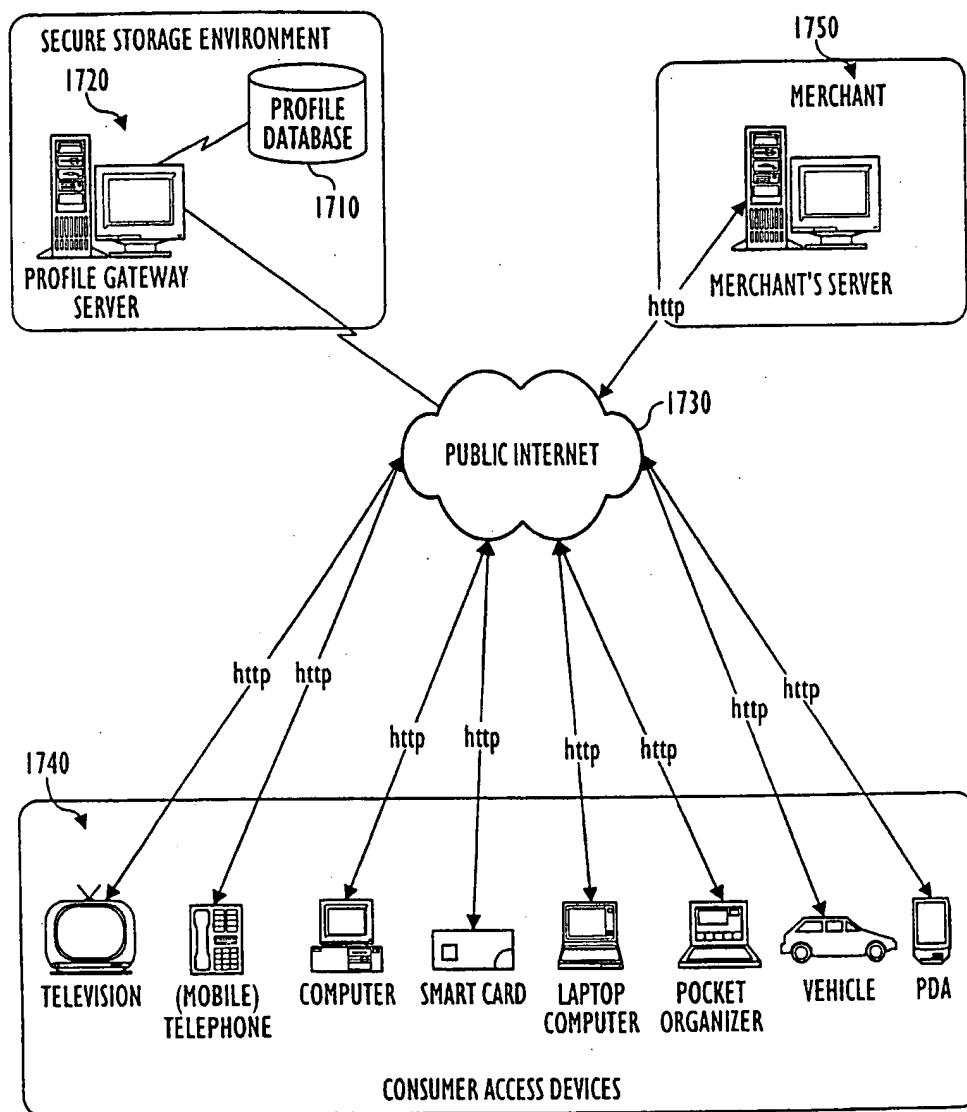 SECURE STORAGE ENVIRONMENT
1720
PROFILE
DATABASE
1710
PROFILE GATEWAY
SERVER
1750
MERCHANT
MERCHANT'S SERVER
http
1730
PUBLIC INTERNET
http
http
http
http
http
http
http
http
1740
TELEVISION
(MOBILE)
TELEPHONE
COMPUTER
SMART CARD
LAPTOP
COMPUTER
POCKET
ORGANIZER
VEHICLE
PDA
CONSUMER ACCESS DEVICES